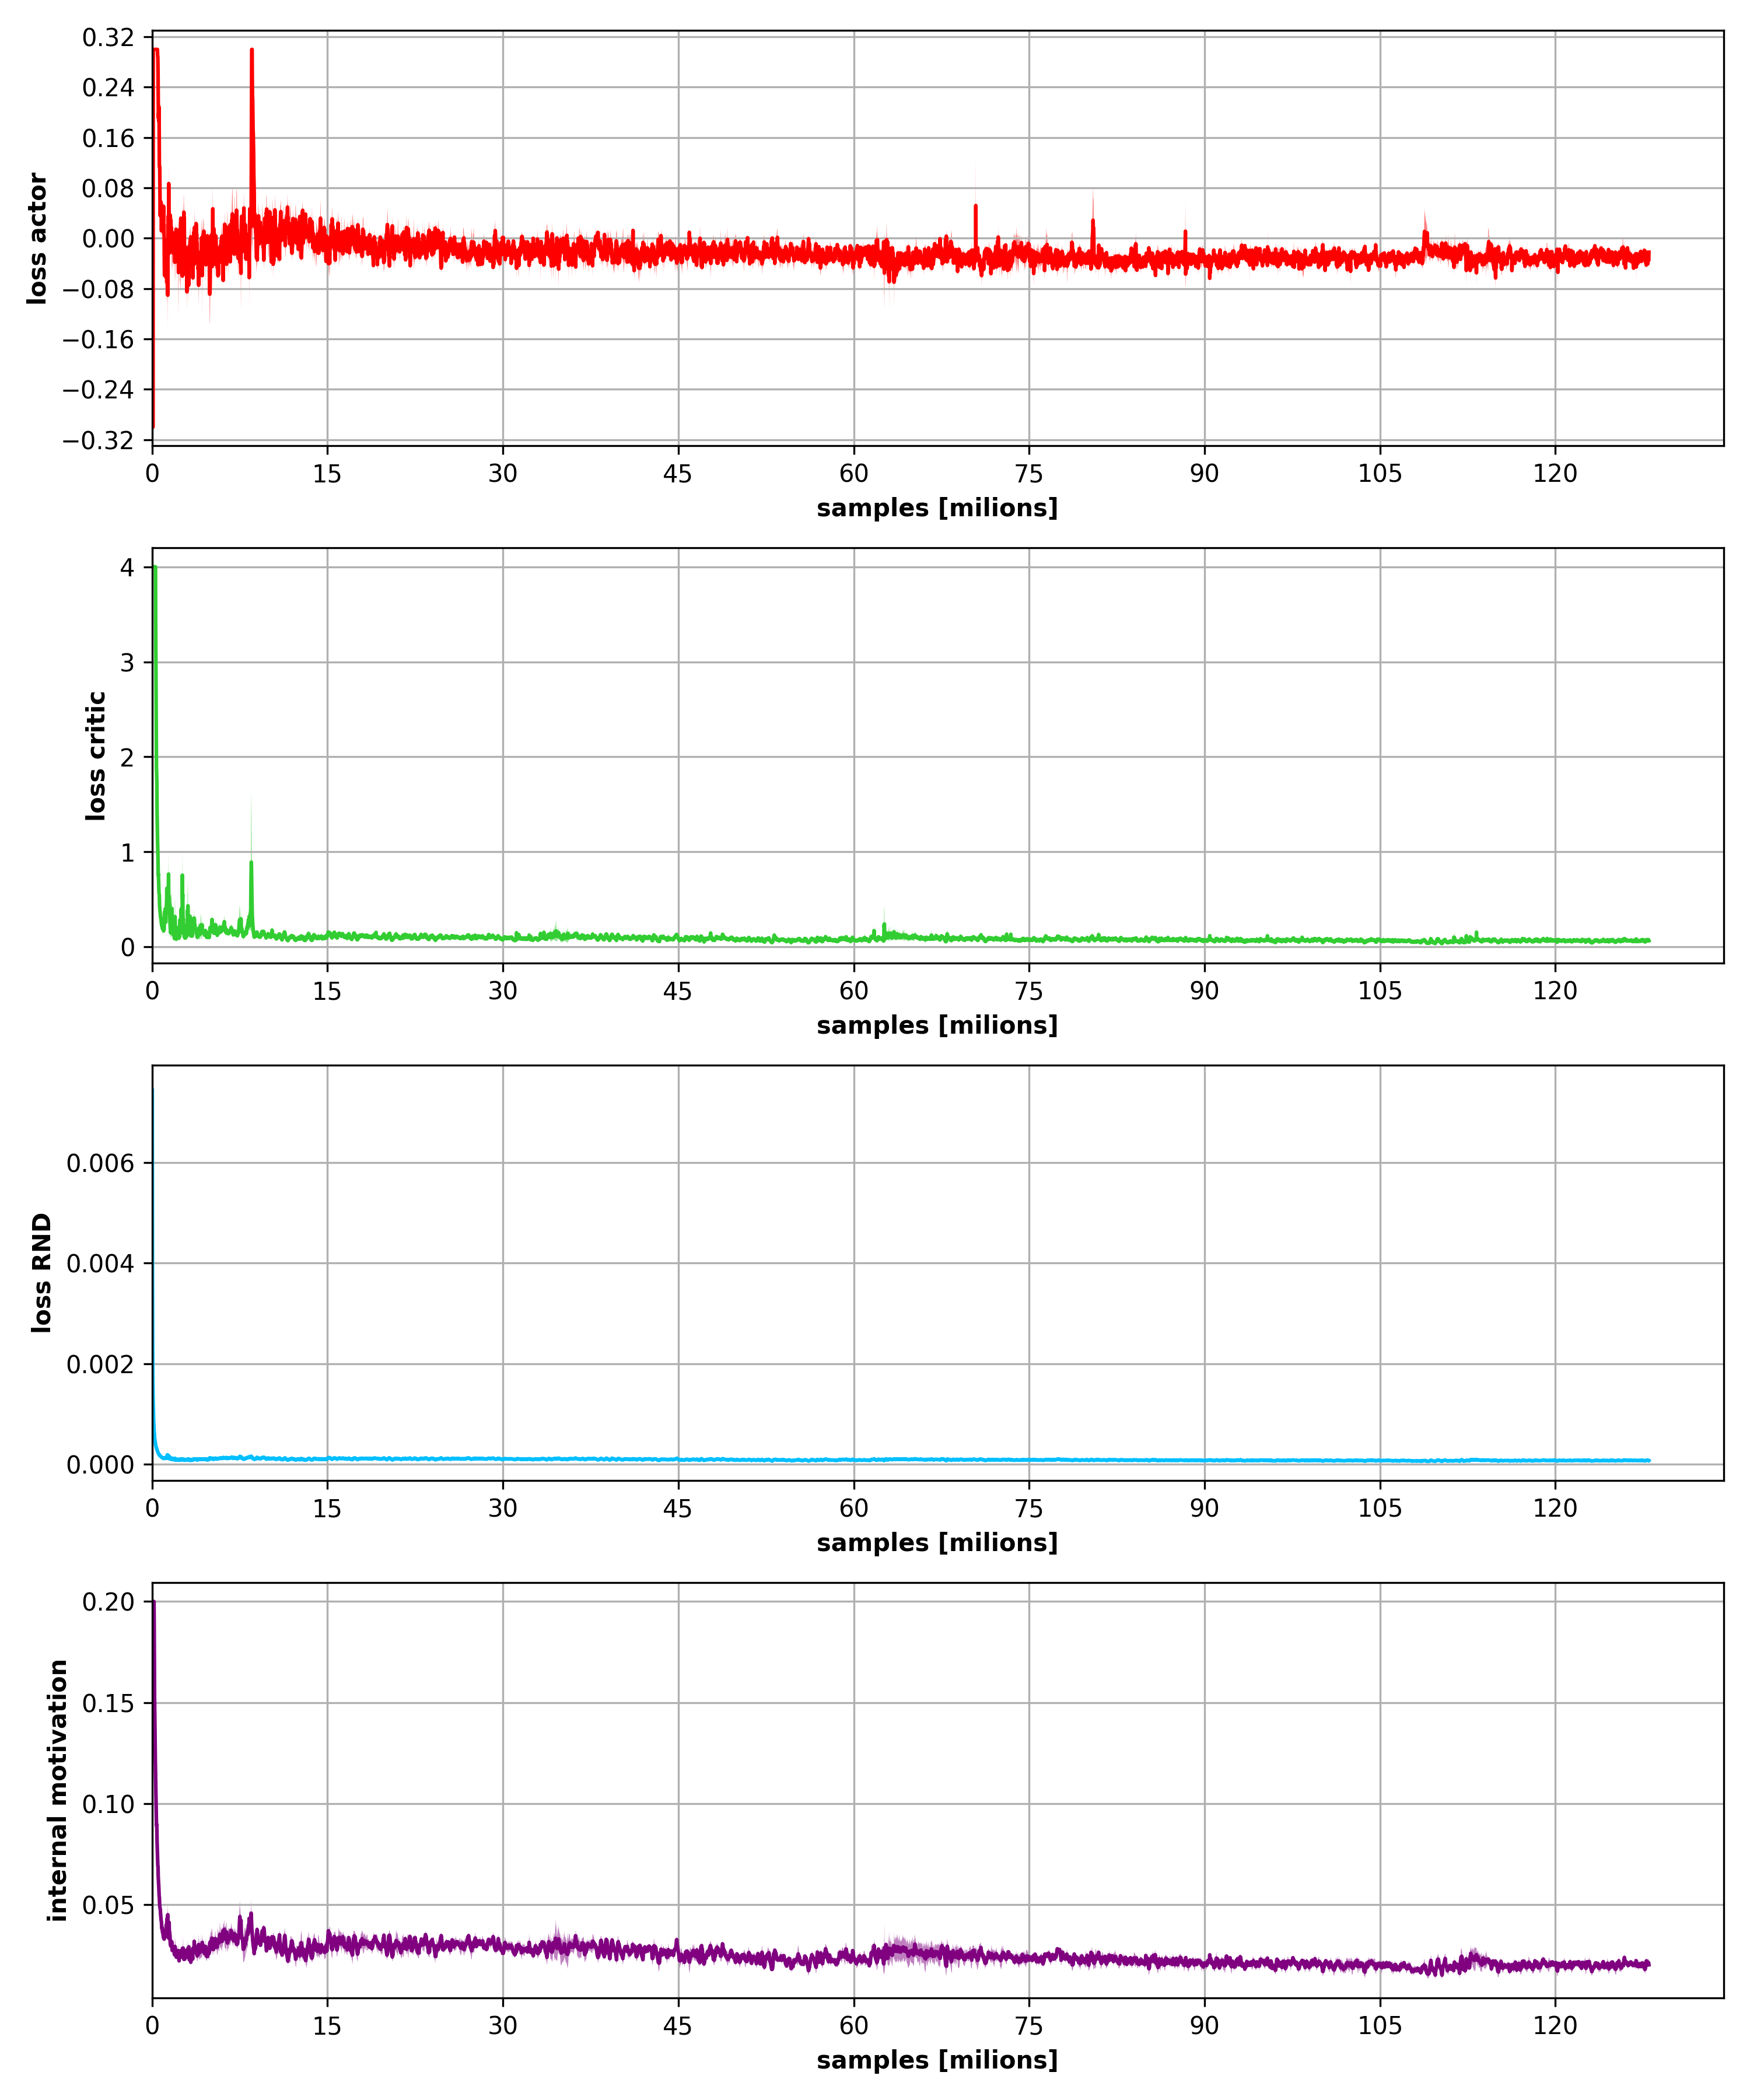 0.32
0.24
0.16
0.08
0.00
−0.08
−0.16
−0.24
−0.32
loss actor
0 15 30 45 60 75 90 105 120
samples [milions]
4
3
2
1
0
loss critic
0 15 30 45 60 75 90 105 120
samples [milions]
0.006
0.004
0.002
0.000
loss RND
0 15 30 45 60 75 90 105 120
samples [milions]
0.20
0.15
0.10
0.05
internal motivation
0 15 30 45 60 75 90 105 120
samples [milions]